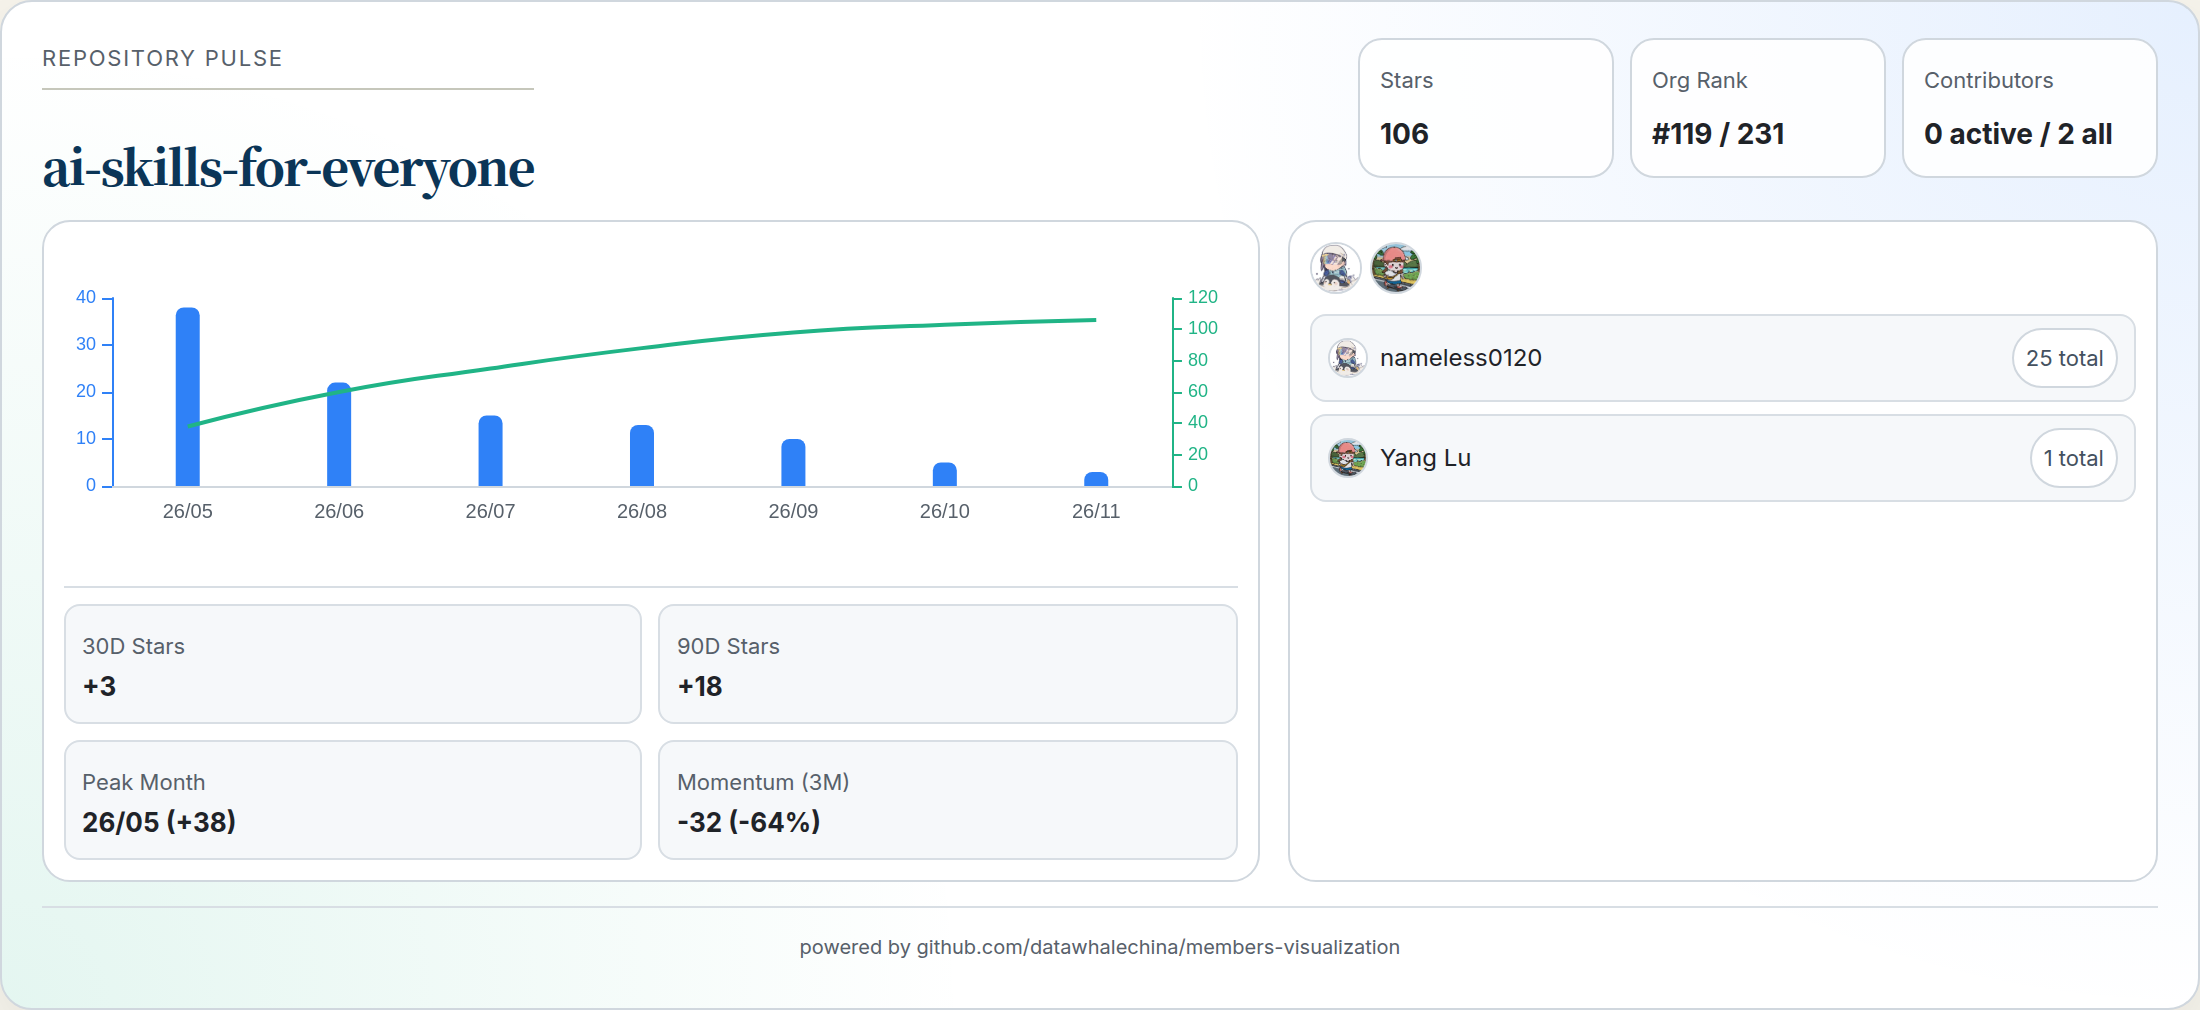 REPOSITORY PULSE
ai-skills-for-everyone
Stars
106
Org Rank
#119 / 231
Contributors
0 active / 2 all
40
30
20
10
0
120
100
80
60
40
20
0
26/05
26/06
26/07
26/08
26/09
26/10
26/11
30D Stars
+3
90D Stars
+18
Peak Month
26/05 (+38)
Momentum (3M)
-32 (-64%)
nameless0120
25 total
Yang Lu
1 total
powered by github.com/datawhalechina/members-visualization